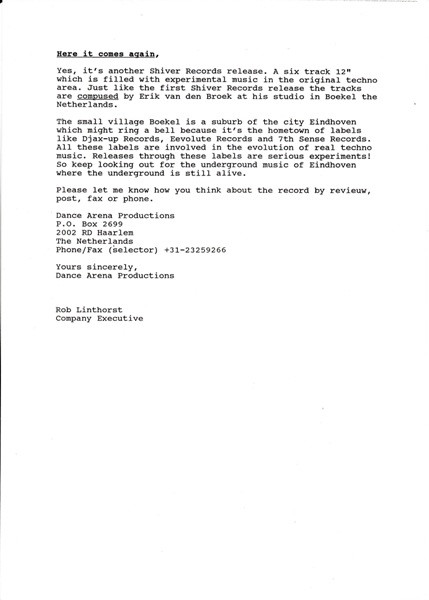 Here it comes again,
Yes, it's another Shiver Records release. A six track 12"
which is filled with experimental music in the original techno
area. Just like the first Shiver Records release the tracks
are compused by Erik van den Broek at his studio in Boekel the
Netherlands.
The small village Boekel is a suburb of the city Eindhoven
which might ring a bell because it's the hometown of labels
like Djax-up Records, Eevolute Records and 7th Sense Records.
All these labels are involved in the evolution of real techno
music. Releases through these labels are serious experiments!
So keep looking out for the underground music of Eindhoven
where the underground is still alive.
Please let me know how you think about the record by revieuw,
post, fax or phone.
Dance Arena Productions
P.O. Box 2699
2002 RD Haarlem
The Netherlands
Phone/Fax (selector) +31-23259266
Yours sincerely,
Dance Arena Productions
Rob Linthorst
Company Executive